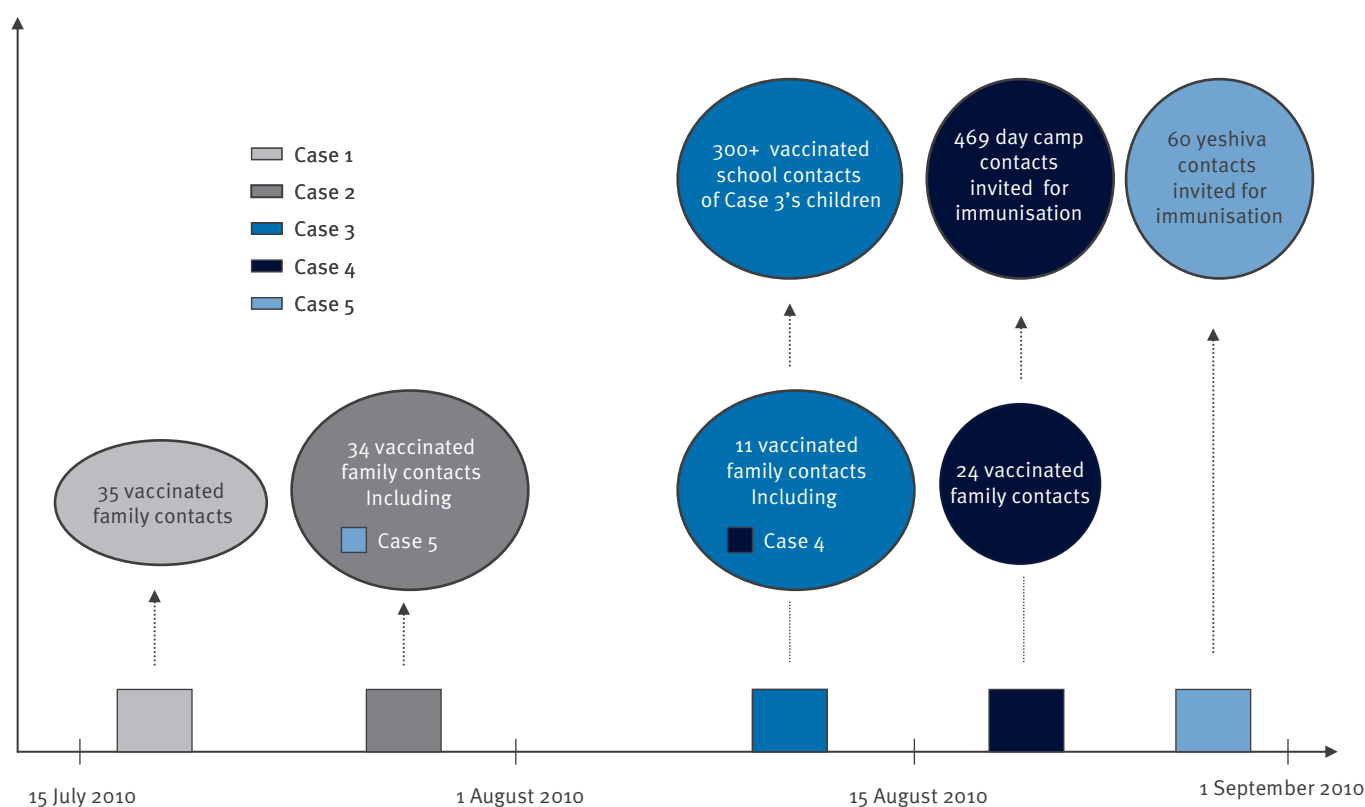 Case 1
Case 2
Case 3
Case 4
Case 5
300+ vaccinated
school contacts
of Case 3's children
469 day camp
contacts
invited for
immunisation
60 yeshiva
contacts
invited for
immunisation
35 vaccinated
family contacts
34 vaccinated
family contacts
Including
Case 5
11 vaccinated
family contacts
Including
Case 4
24 vaccinated
family contacts
15 July 2010
1 August 2010
15 August 2010
1 September 2010